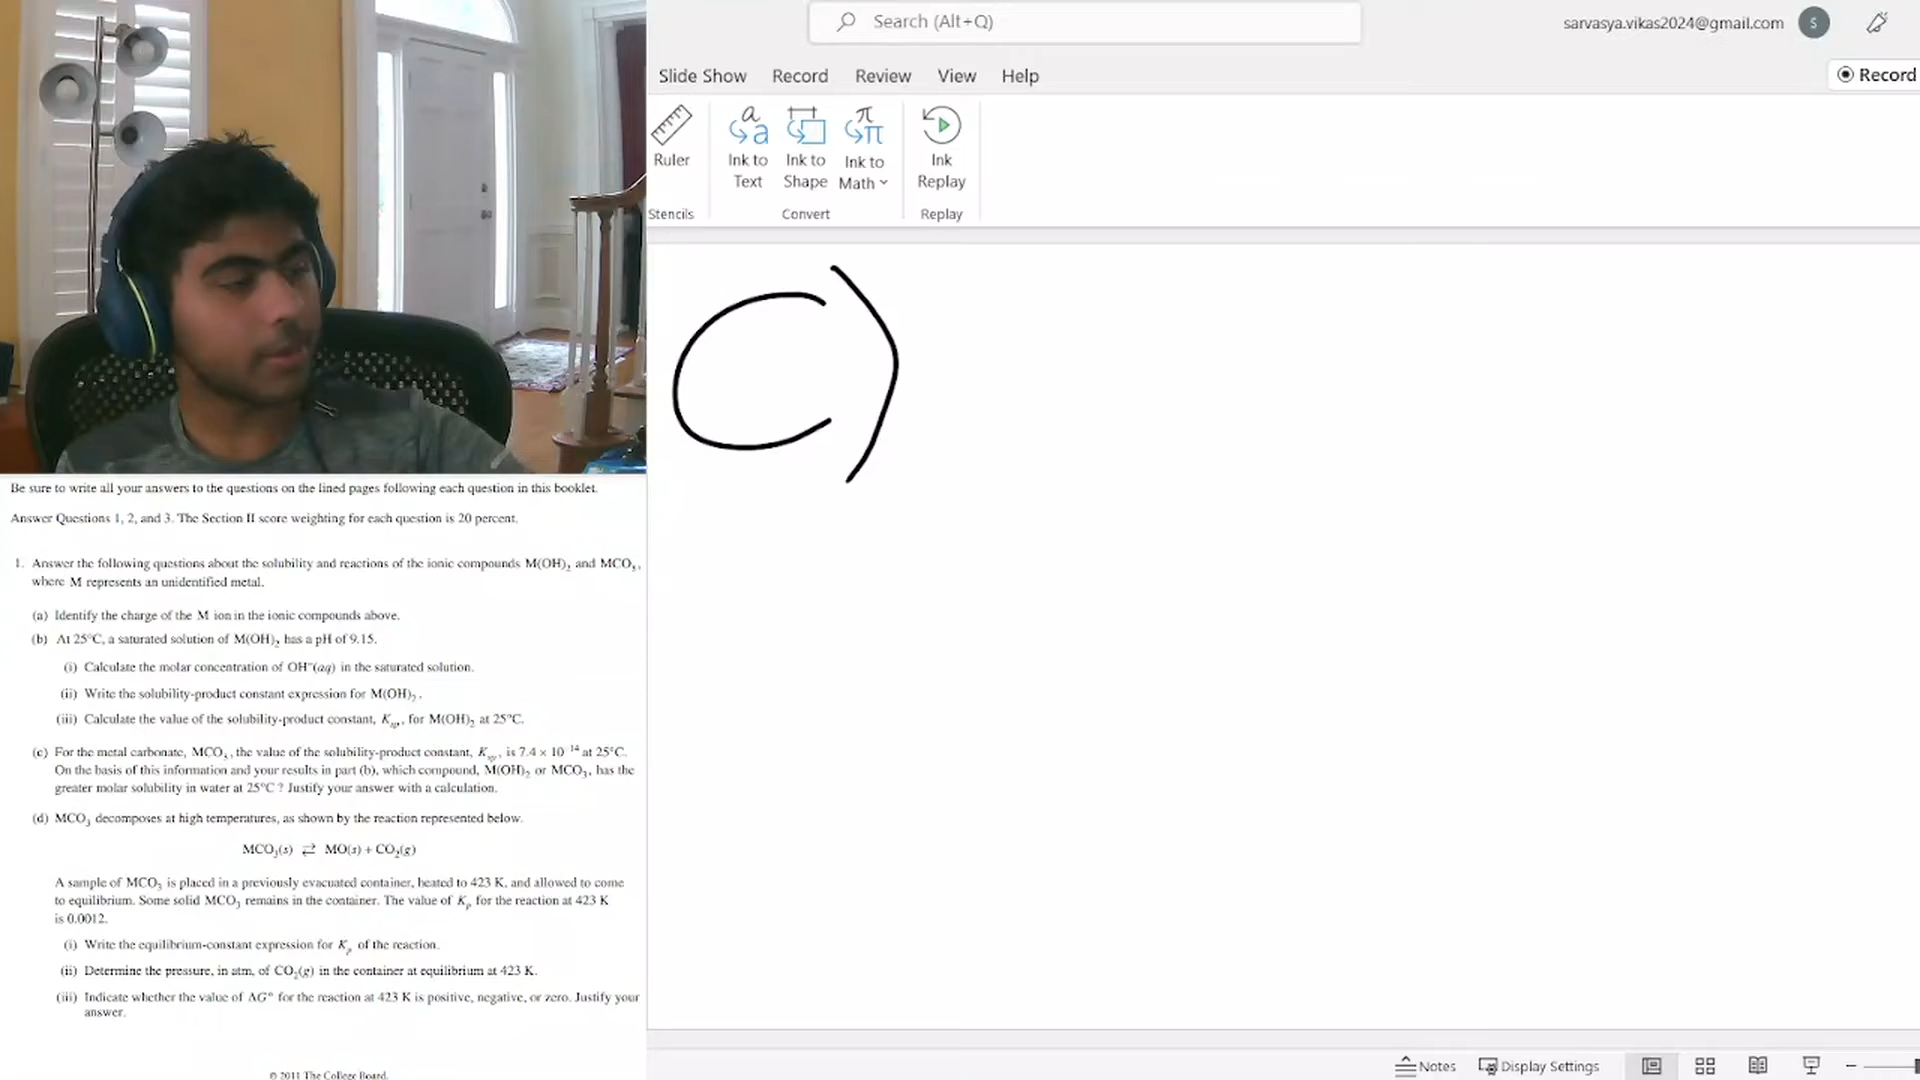 Search (Alt+Q)
sarvasya.vikas2024@gmail.com
S
Slide Show Record Review View Help
Record
Ruler
Ink to Text
Ink to Shape
Ink to Math
Ink Replay
Stencils
Convert
Replay
C)
Be sure to write all your answers to the questions on the lined pages following each question in this booklet.
Answer Questions 1, 2, and 3. The Section II score weighting for each question is 20 percent.
1. Answer the following questions about the solubility and reactions of the ionic compounds M(OH)₂ and MCO₃,
where M represents an unidentified metal.
(a) Identify the charge of the M ion in the ionic compounds above.
(b) At 25°C, a saturated solution of M(OH)₂ has a pH of 9.15.
(i) Calculate the molar concentration of OH⁻(aq) in the saturated solution.
(ii) Write the solubility-product constant expression for M(OH)₂.
(iii) Calculate the value of the solubility-product constant, Kₛₚ, for M(OH)₂ at 25°C.
(c) For the metal carbonate, MCO₃, the value of the solubility-product constant, Kₛₚ, is 7.4 × 10⁻¹⁴ at 25°C.
On the basis of this information and your results in part (b), which compound, M(OH)₂ or MCO₃, has the
greater molar solubility in water at 25°C ? Justify your answer with a calculation.
(d) MCO₃ decomposes at high temperatures, as shown by the reaction represented below.
MCO₃(s) ⇄ MO(s) + CO₂(g)
A sample of MCO₃ is placed in a previously evacuated container, heated to 423 K, and allowed to come
to equilibrium. Some solid MCO₃ remains in the container. The value of Kₚ for the reaction at 423 K
is 0.0012.
(i) Write the equilibrium-constant expression for Kₚ of the reaction.
(ii) Determine the pressure, in atm, of CO₂(g) in the container at equilibrium at 423 K.
(iii) Indicate whether the value of ΔG° for the reaction at 423 K is positive, negative, or zero. Justify your
answer.
© 2011 The College Board.
Notes Display Settings